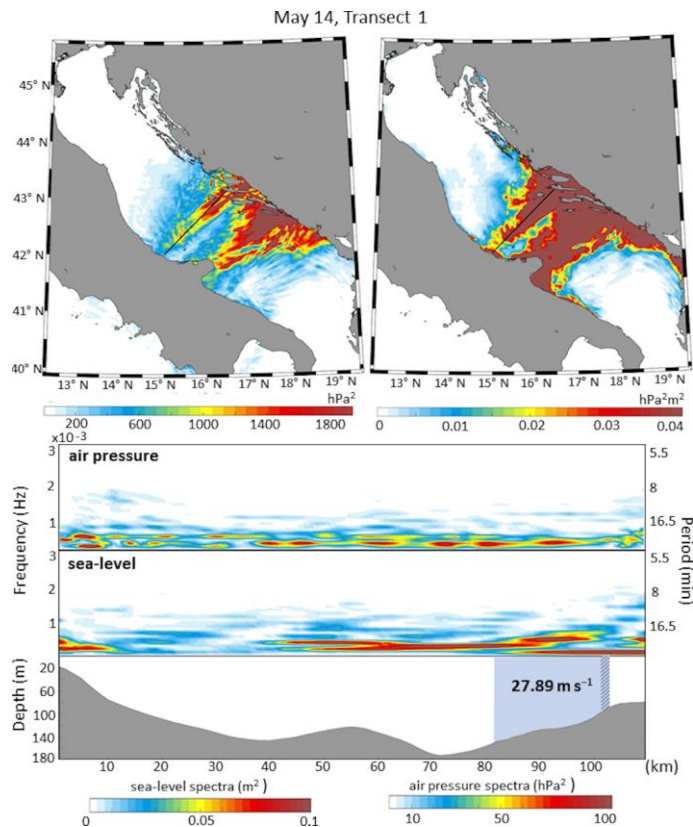 May 14, Transect 1
45° N
44° N
43° N
42° N
41° N
40° N
13° N 14° N 15° N 16° N 17° N 18° N 19° N
13° N 14° N 15° N 16° N 17° N 18° N 19° N
hPa²
200 600 1000 1400 1800
hPa²m²
0 0.01 0.02 0.03 0.04
x10⁻³
3
2
1
air pressure
5.5
8
16.5
Frequency (Hz)
Period (min)
3
2
1
sea-level
5.5
8
16.5
Depth (m)
20
60
100
140
180
27.89 m s⁻¹
10 20 30 40 50 60 70 80 90 100 (km)
sea-level spectra (m²)
0 0.05 0.1
air pressure spectra (hPa²)
10 50 100